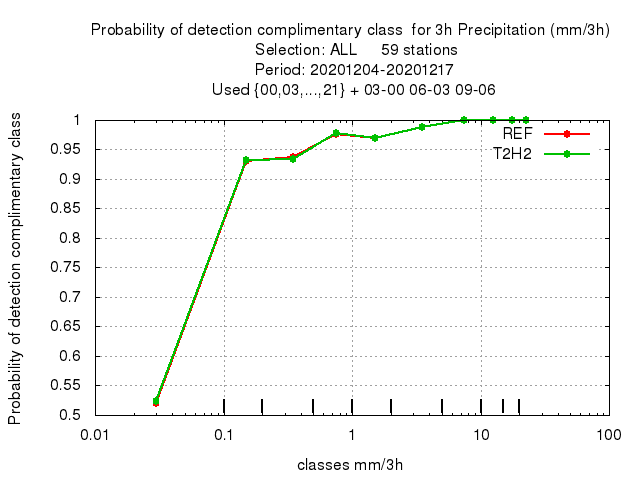 Probability of detection complimentary class  for 3h Precipitation (mm/3h)
Selection: ALL     59 stations
Period: 20201204-20201217
Used {00,03,...,21} + 03-00 06-03 09-06
Probability of detection complimentary class
1
0.95
0.9
0.85
0.8
0.75
0.7
0.65
0.6
0.55
0.5
REF
T2H2
0.01
0.1
1
10
100
classes mm/3h